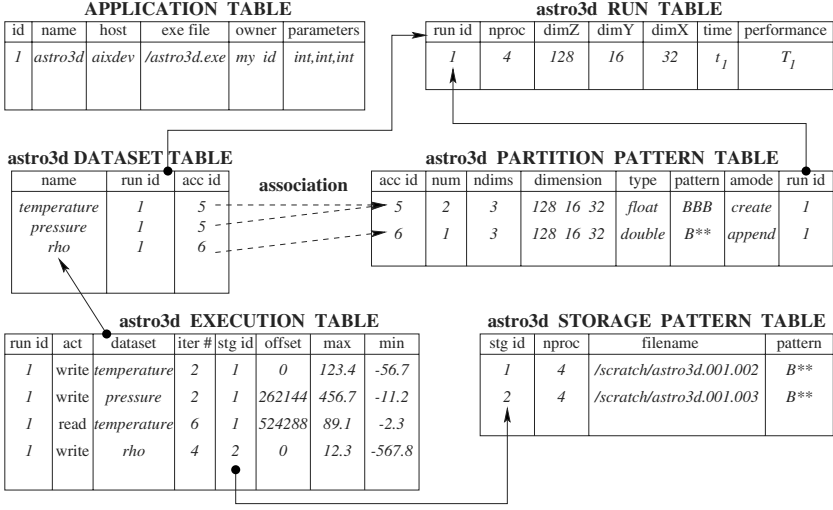 APPLICATION TABLE
id name host exe file owner parameters
1 astro3d aixdev /astro3d.exe my id int,int,int
astro3d RUN TABLE
run id nproc dimZ dimY dimX time performance
1 4 128 16 32 t1 T1
astro3d DATASET TABLE
name run id acc id
temperature 1 5
pressure 1 5
rho 1 6
association
astro3d PARTITION PATTERN TABLE
acc id num ndims dimension type pattern amode run id
5 2 3 128 16 32 float BBB create 1
6 1 3 128 16 32 double B** append 1
astro3d EXECUTION TABLE
run id act dataset iter # stg id offset max min
1 write temperature 2 1 0 123.4 -56.7
1 write pressure 2 1 262144 456.7 -11.2
1 read temperature 6 1 524288 89.1 -2.3
1 write rho 4 2 0 12.3 -567.8
astro3d STORAGE PATTERN TABLE
stg id nproc filename pattern
1 4 /scratch/astro3d.001.002 B**
2 4 /scratch/astro3d.001.003 B**